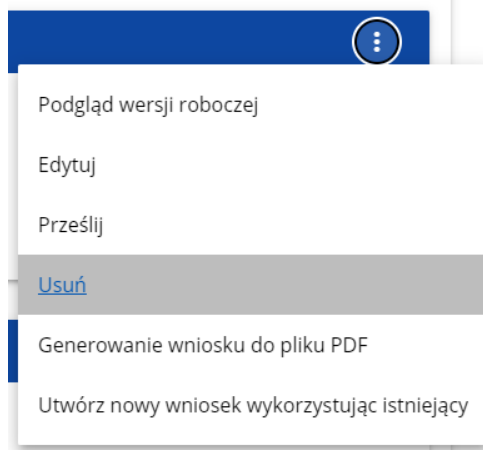 Podgląd wersji roboczej
Edytuj
Prześlij
Usuń
Generowanie wniosku do pliku PDF
Utwórz nowy wniosek wykorzystując istniejący